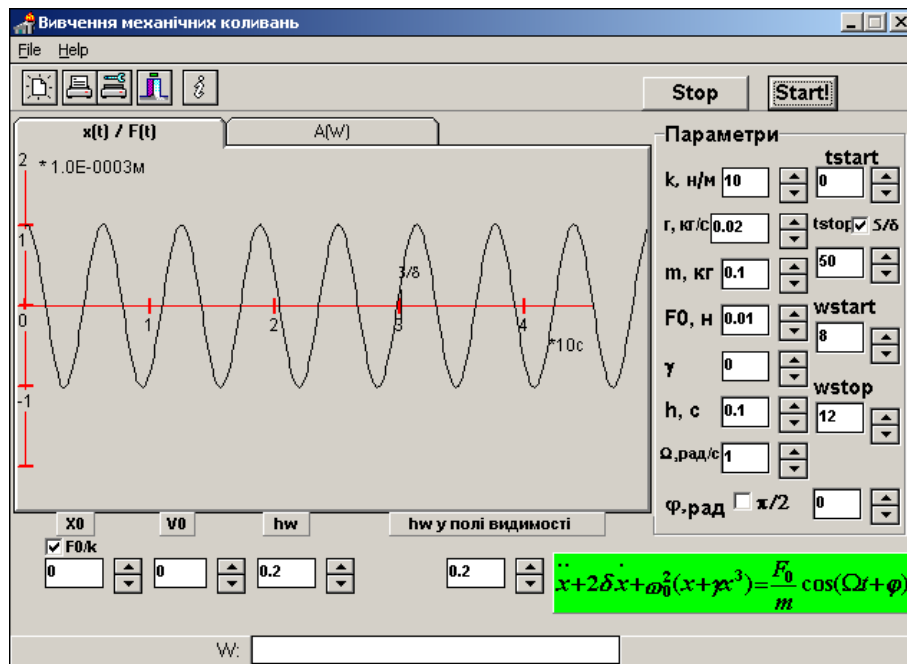 Вивчення механічних коливань
File Help
Stop Start!
x(t) / F(t) A(W)
Параметри
2 * 1.0E-0003м
1
0
-1
1 2 3 4
3/δ
*10c
tstart
k, н/м 10 0
r, кг/с 0.02 tstop 5/δ
m, кг 0.1 50
F0, н 0.01 wstart
8
γ 0
wstop
h, с 0.1 12
Ω,рад/с 1
φ,рад π/2 0
X0 V0 hw hw у полі видимості
F0/k
0 0 0.2 0.2
ẍ+2δẋ+ω₀²(x+γx³)=F₀/m cos(Ωt+φ)
W: